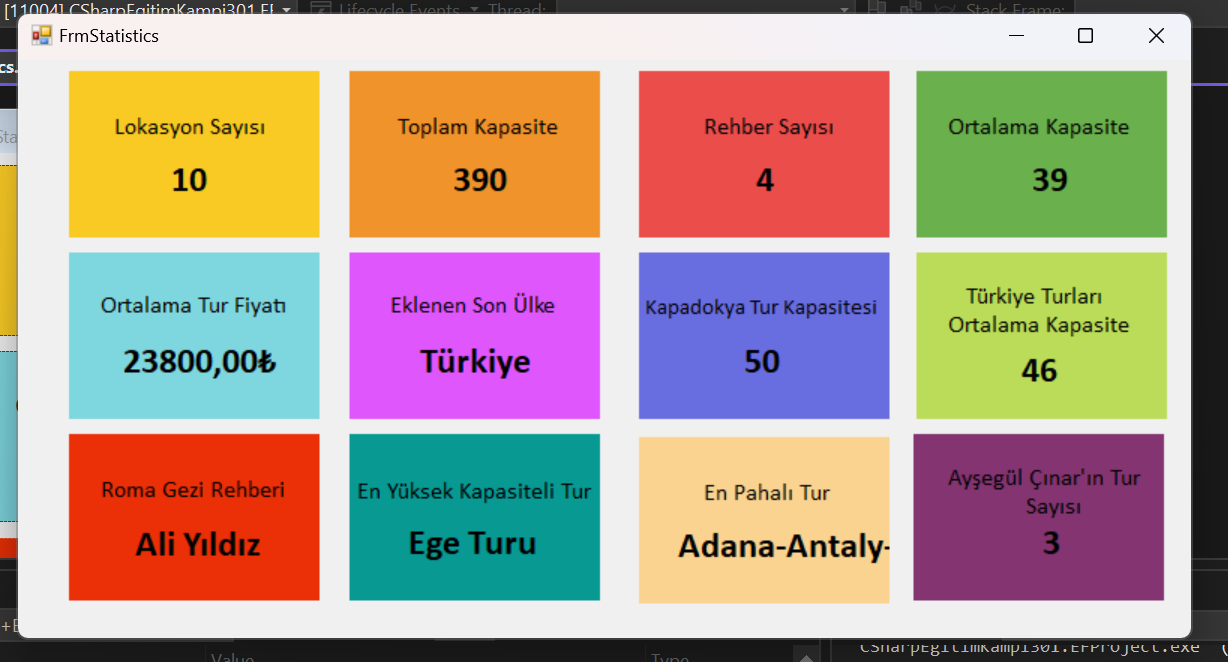 [11004] CSharpEgitimKampi301.EF
Lifecycle Events
Thread:
Stack Frame:
FrmStatistics
cs.
Lokasyon Sayısı
10
Toplam Kapasite
390
Rehber Sayısı
4
Ortalama Kapasite
39
Ortalama Tur Fiyatı
23800,00₺
Eklenen Son Ülke
Türkiye
Kapadokya Tur Kapasitesi
50
Türkiye Turları
Ortalama Kapasite
46
Roma Gezi Rehberi
Ali Yıldız
En Yüksek Kapasiteli Tur
Ege Turu
En Pahalı Tur
Adana-Antaly-
Ayşegül Çınar'ın Tur
Sayısı
3
Value
Type
CSharpEgitimKampi301.EFProject.exe